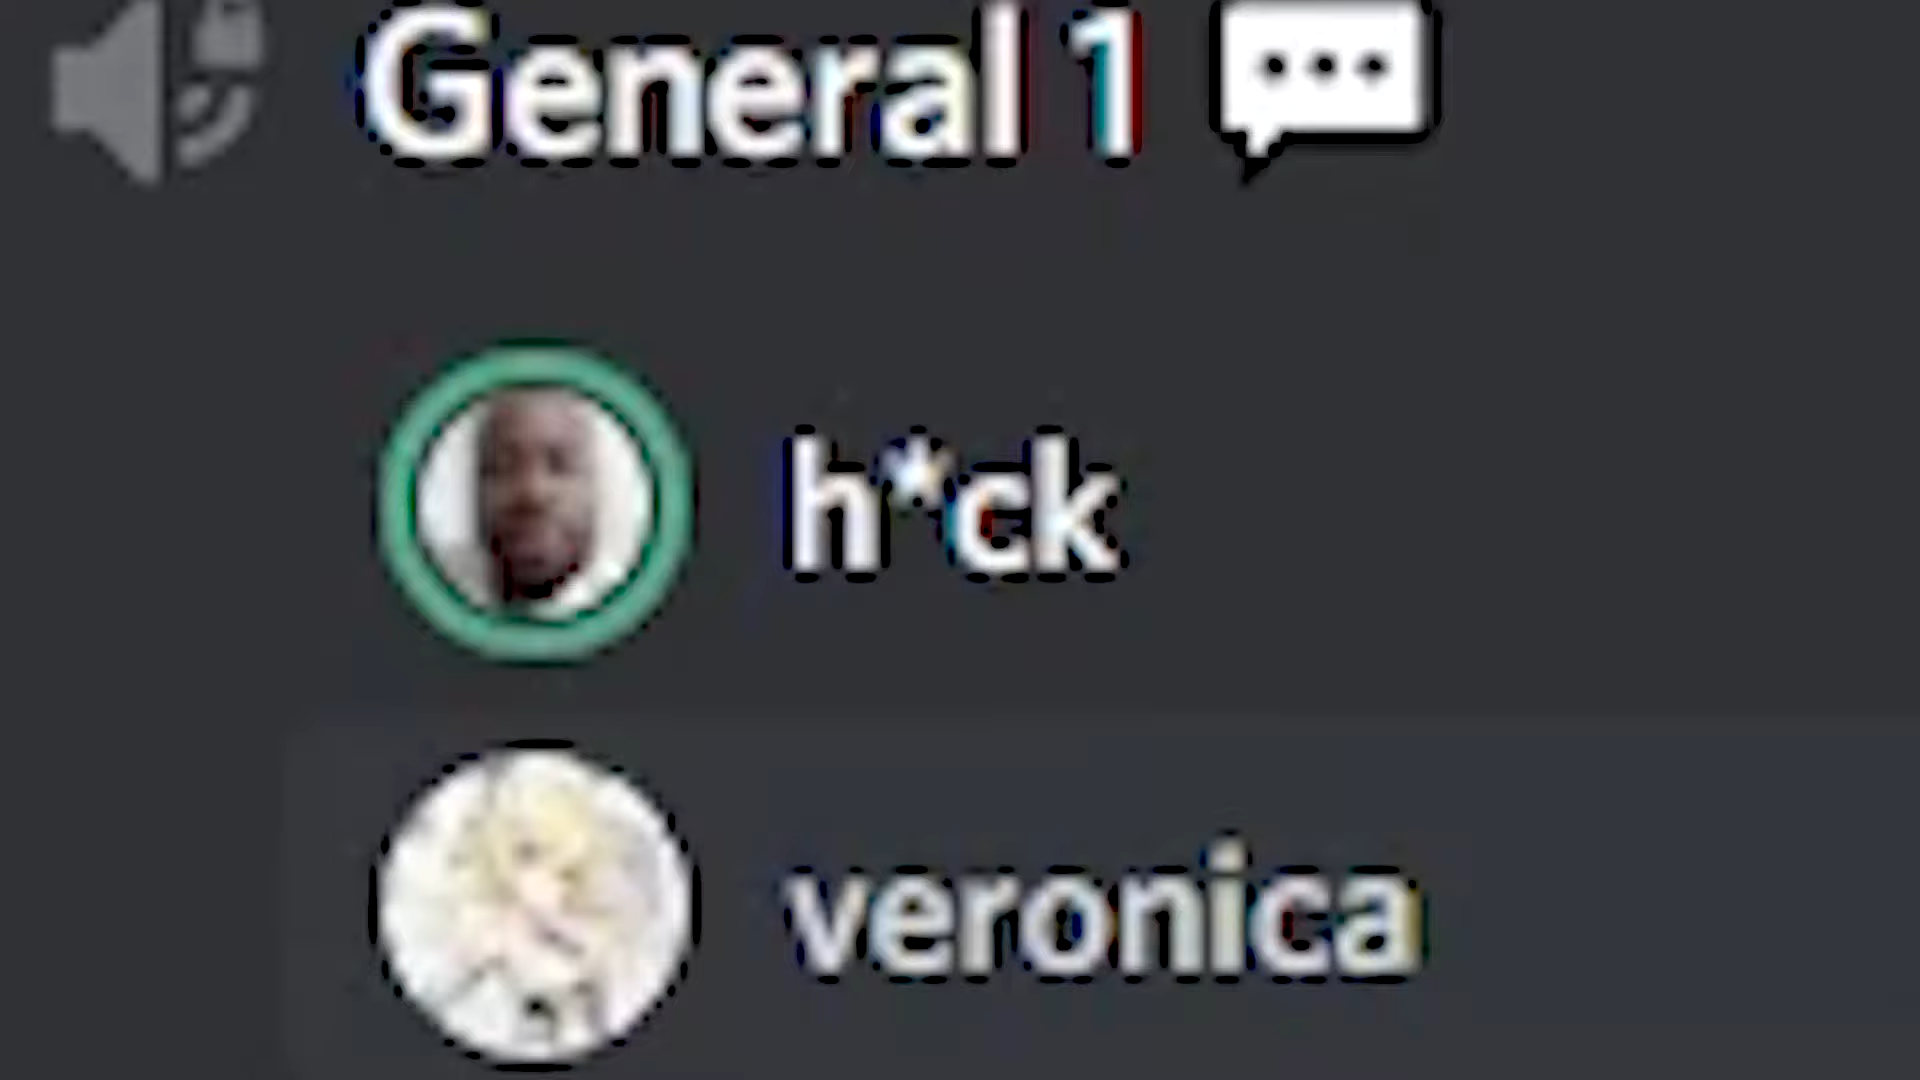 General 1 💬
h*ck
veronica